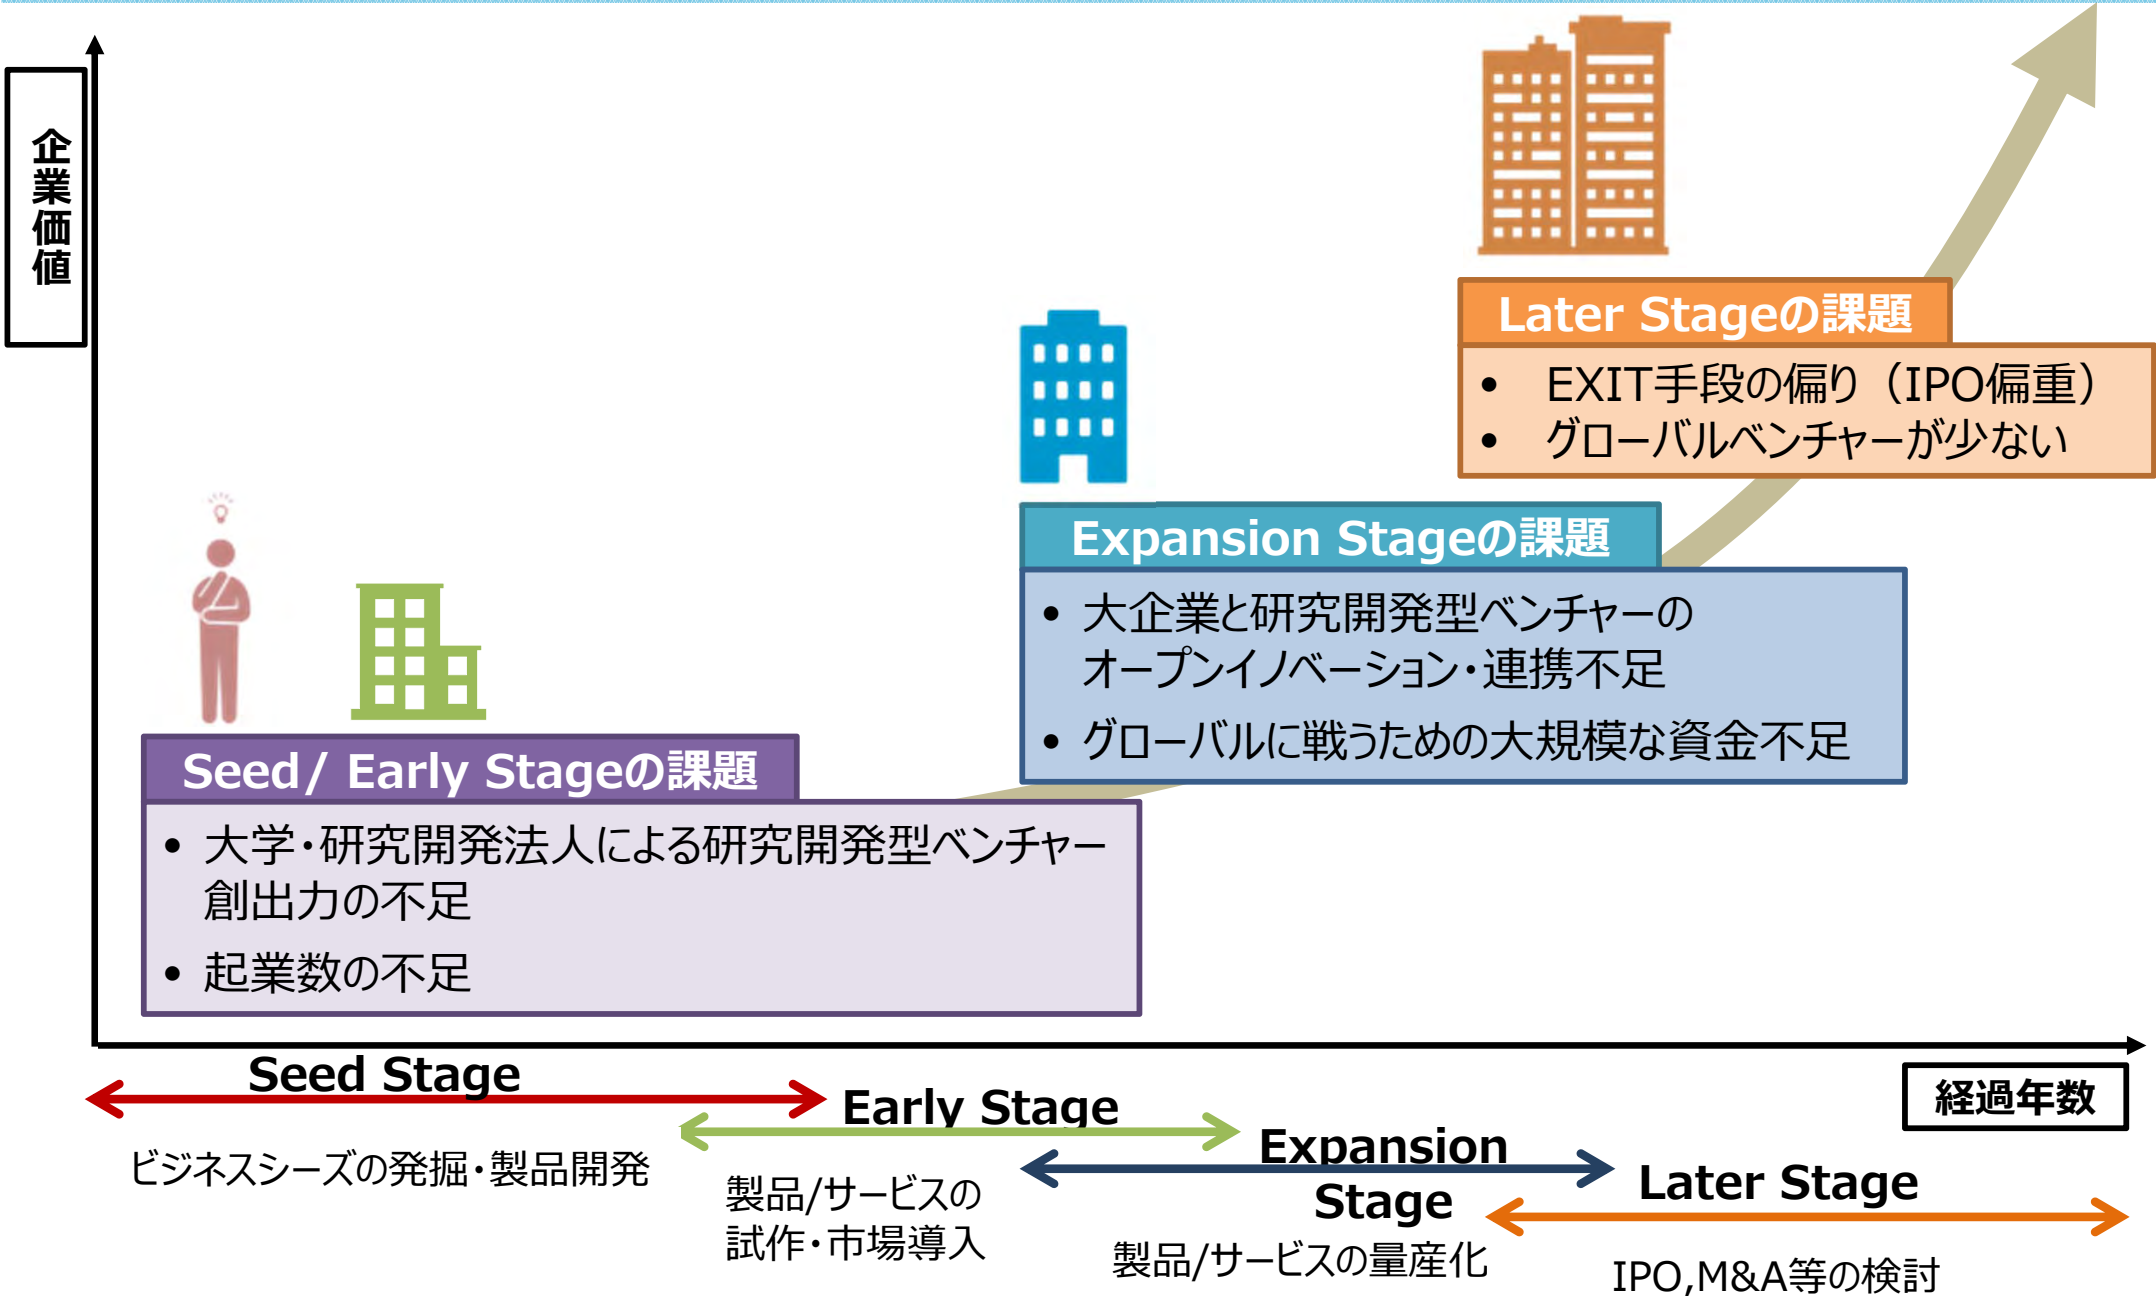 企業価値
Later Stageの課題
• EXIT手段の偏り（IPO偏重）
• グローバルベンチャーが少ない
Expansion Stageの課題
• 大企業と研究開発型ベンチャーの
オープンイノベーション・連携不足
• グローバルに戦うための大規模な資金不足
Seed/ Early Stageの課題
• 大学・研究開発法人による研究開発型ベンチャー
創出力の不足
• 起業数の不足
経過年数
Seed Stage
ビジネスシーズの発掘・製品開発
Early Stage
製品/サービスの
試作・市場導入
Expansion
Stage
製品/サービスの量産化
Later Stage
IPO,M&A等の検討